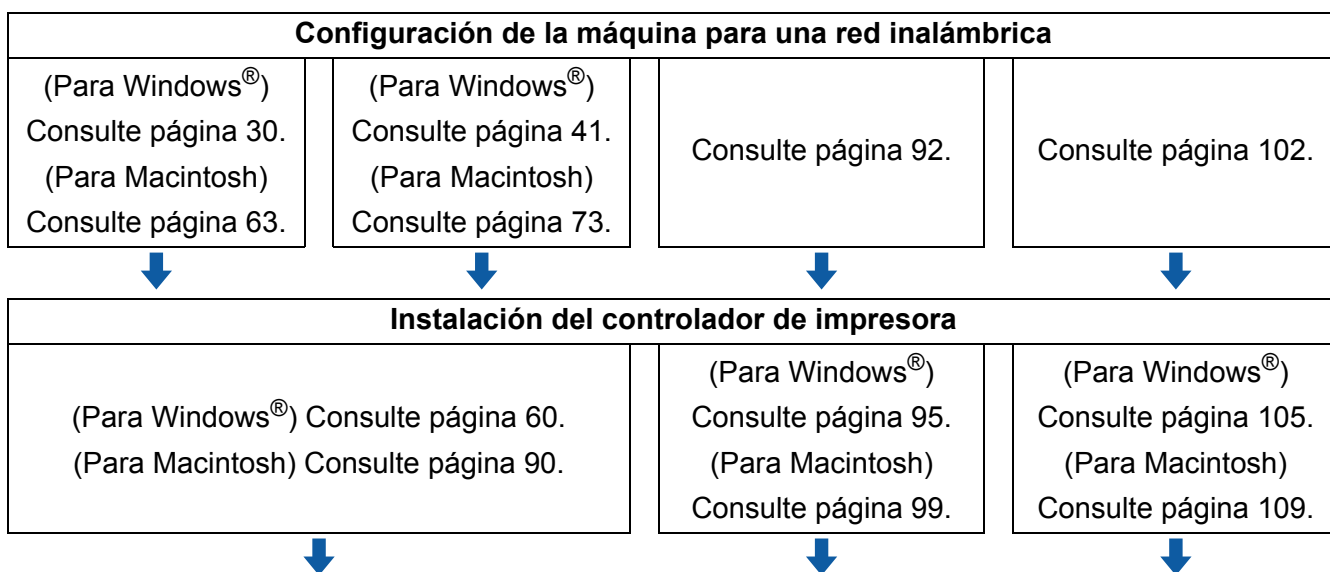 Configuración de la máquina para una red inalámbrica
(Para Windows®)
Consulte página 30.
(Para Macintosh)
Consulte página 63.
(Para Windows®)
Consulte página 41.
(Para Macintosh)
Consulte página 73.
Consulte página 92.
Consulte página 102.
Instalación del controlador de impresora
(Para Windows®) Consulte página 60.
(Para Macintosh) Consulte página 90.
(Para Windows®)
Consulte página 95.
(Para Macintosh)
Consulte página 99.
(Para Windows®)
Consulte página 105.
(Para Macintosh)
Consulte página 109.